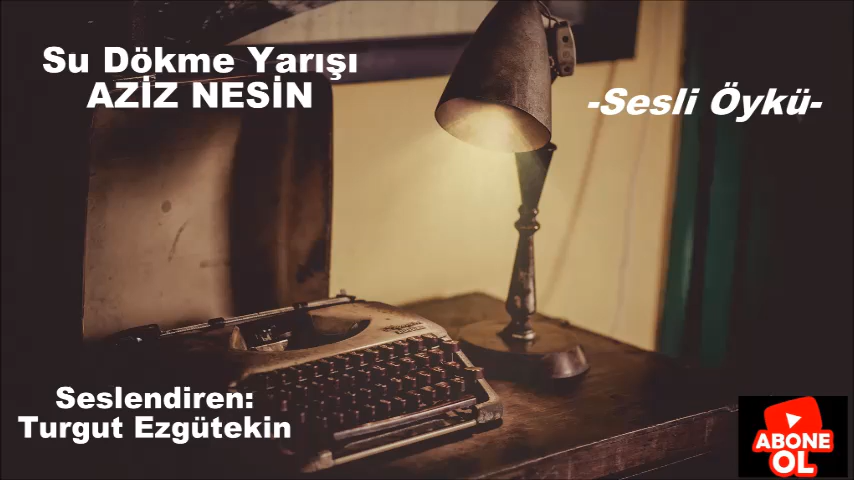 Su Dökme Yarışı
AZİZ NESİN
-Sesli Öykü-
Seslendiren:
Turgut Ezgütekin
ABONE
OL